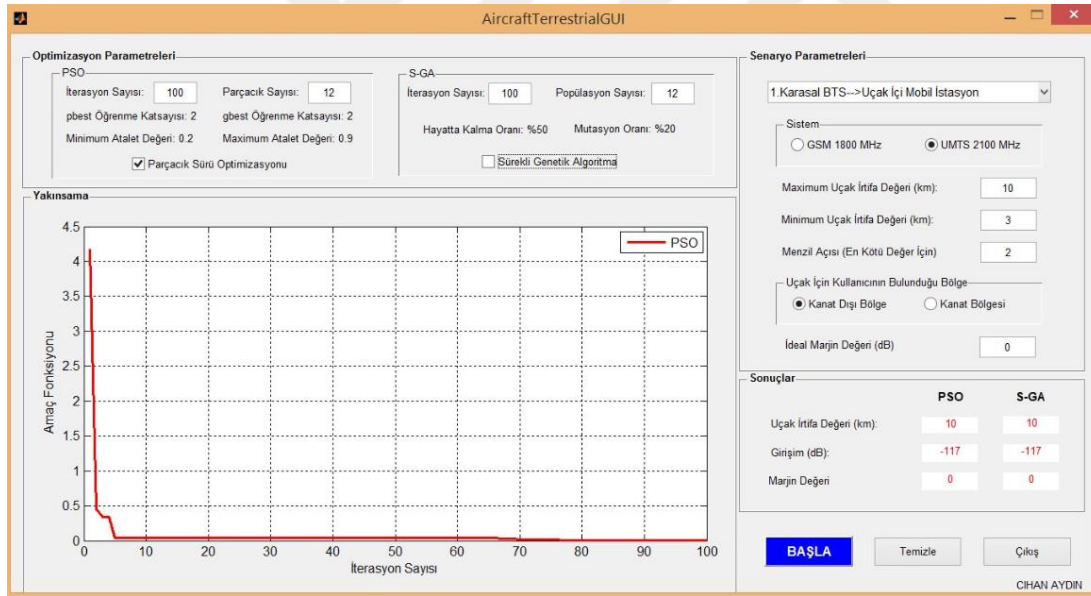 AircraftTerrestrialGUI
Optimizasyon Parametreleri
PSO
İterasyon Sayısı: 100 Parçacık Sayısı: 12
pbest Öğrenme Katsayısı: 2 gbest Öğrenme Katsayısı: 2
Minimum Atalet Değeri: 0.2 Maximum Atalet Değeri: 0.9
Parçacık Sürü Optimizasyonu
S-GA
İterasyon Sayısı: 100 Popülasyon Sayısı: 12
Hayatta Kalma Oranı: %50 Mutasyon Oranı: %20
Sürekli Genetik Algoritma
Yakınsama
PSO
4.5
4
3.5
3
2.5
2
1.5
1
0.5
0
Amaç Fonksiyonu
0 10 20 30 40 50 60 70 80 90 100
İterasyon Sayısı
Senaryo Parametreleri
1.Karasal BTS-->Uçak İçi Mobil İstasyon
Sistem
GSM 1800 MHz UMTS 2100 MHz
Maximum Uçak İrtifa Değeri (km): 10
Minimum Uçak İrtifa Değeri (km): 3
Menzil Açısı (En Kötü Değer İçin) 2
Uçak İçin Kullanıcının Bulunduğu Bölge
Kanat Dışı Bölge Kanat Bölgesi
İdeal Marjin Değeri (dB) 0
Sonuçlar
PSO S-GA
Uçak İrtifa Değeri (km): 10 10
Girişim (dB): -117 -117
Marjin Değeri 0 0
BAŞLA Temizle Çıkış
CIHAN AYDIN